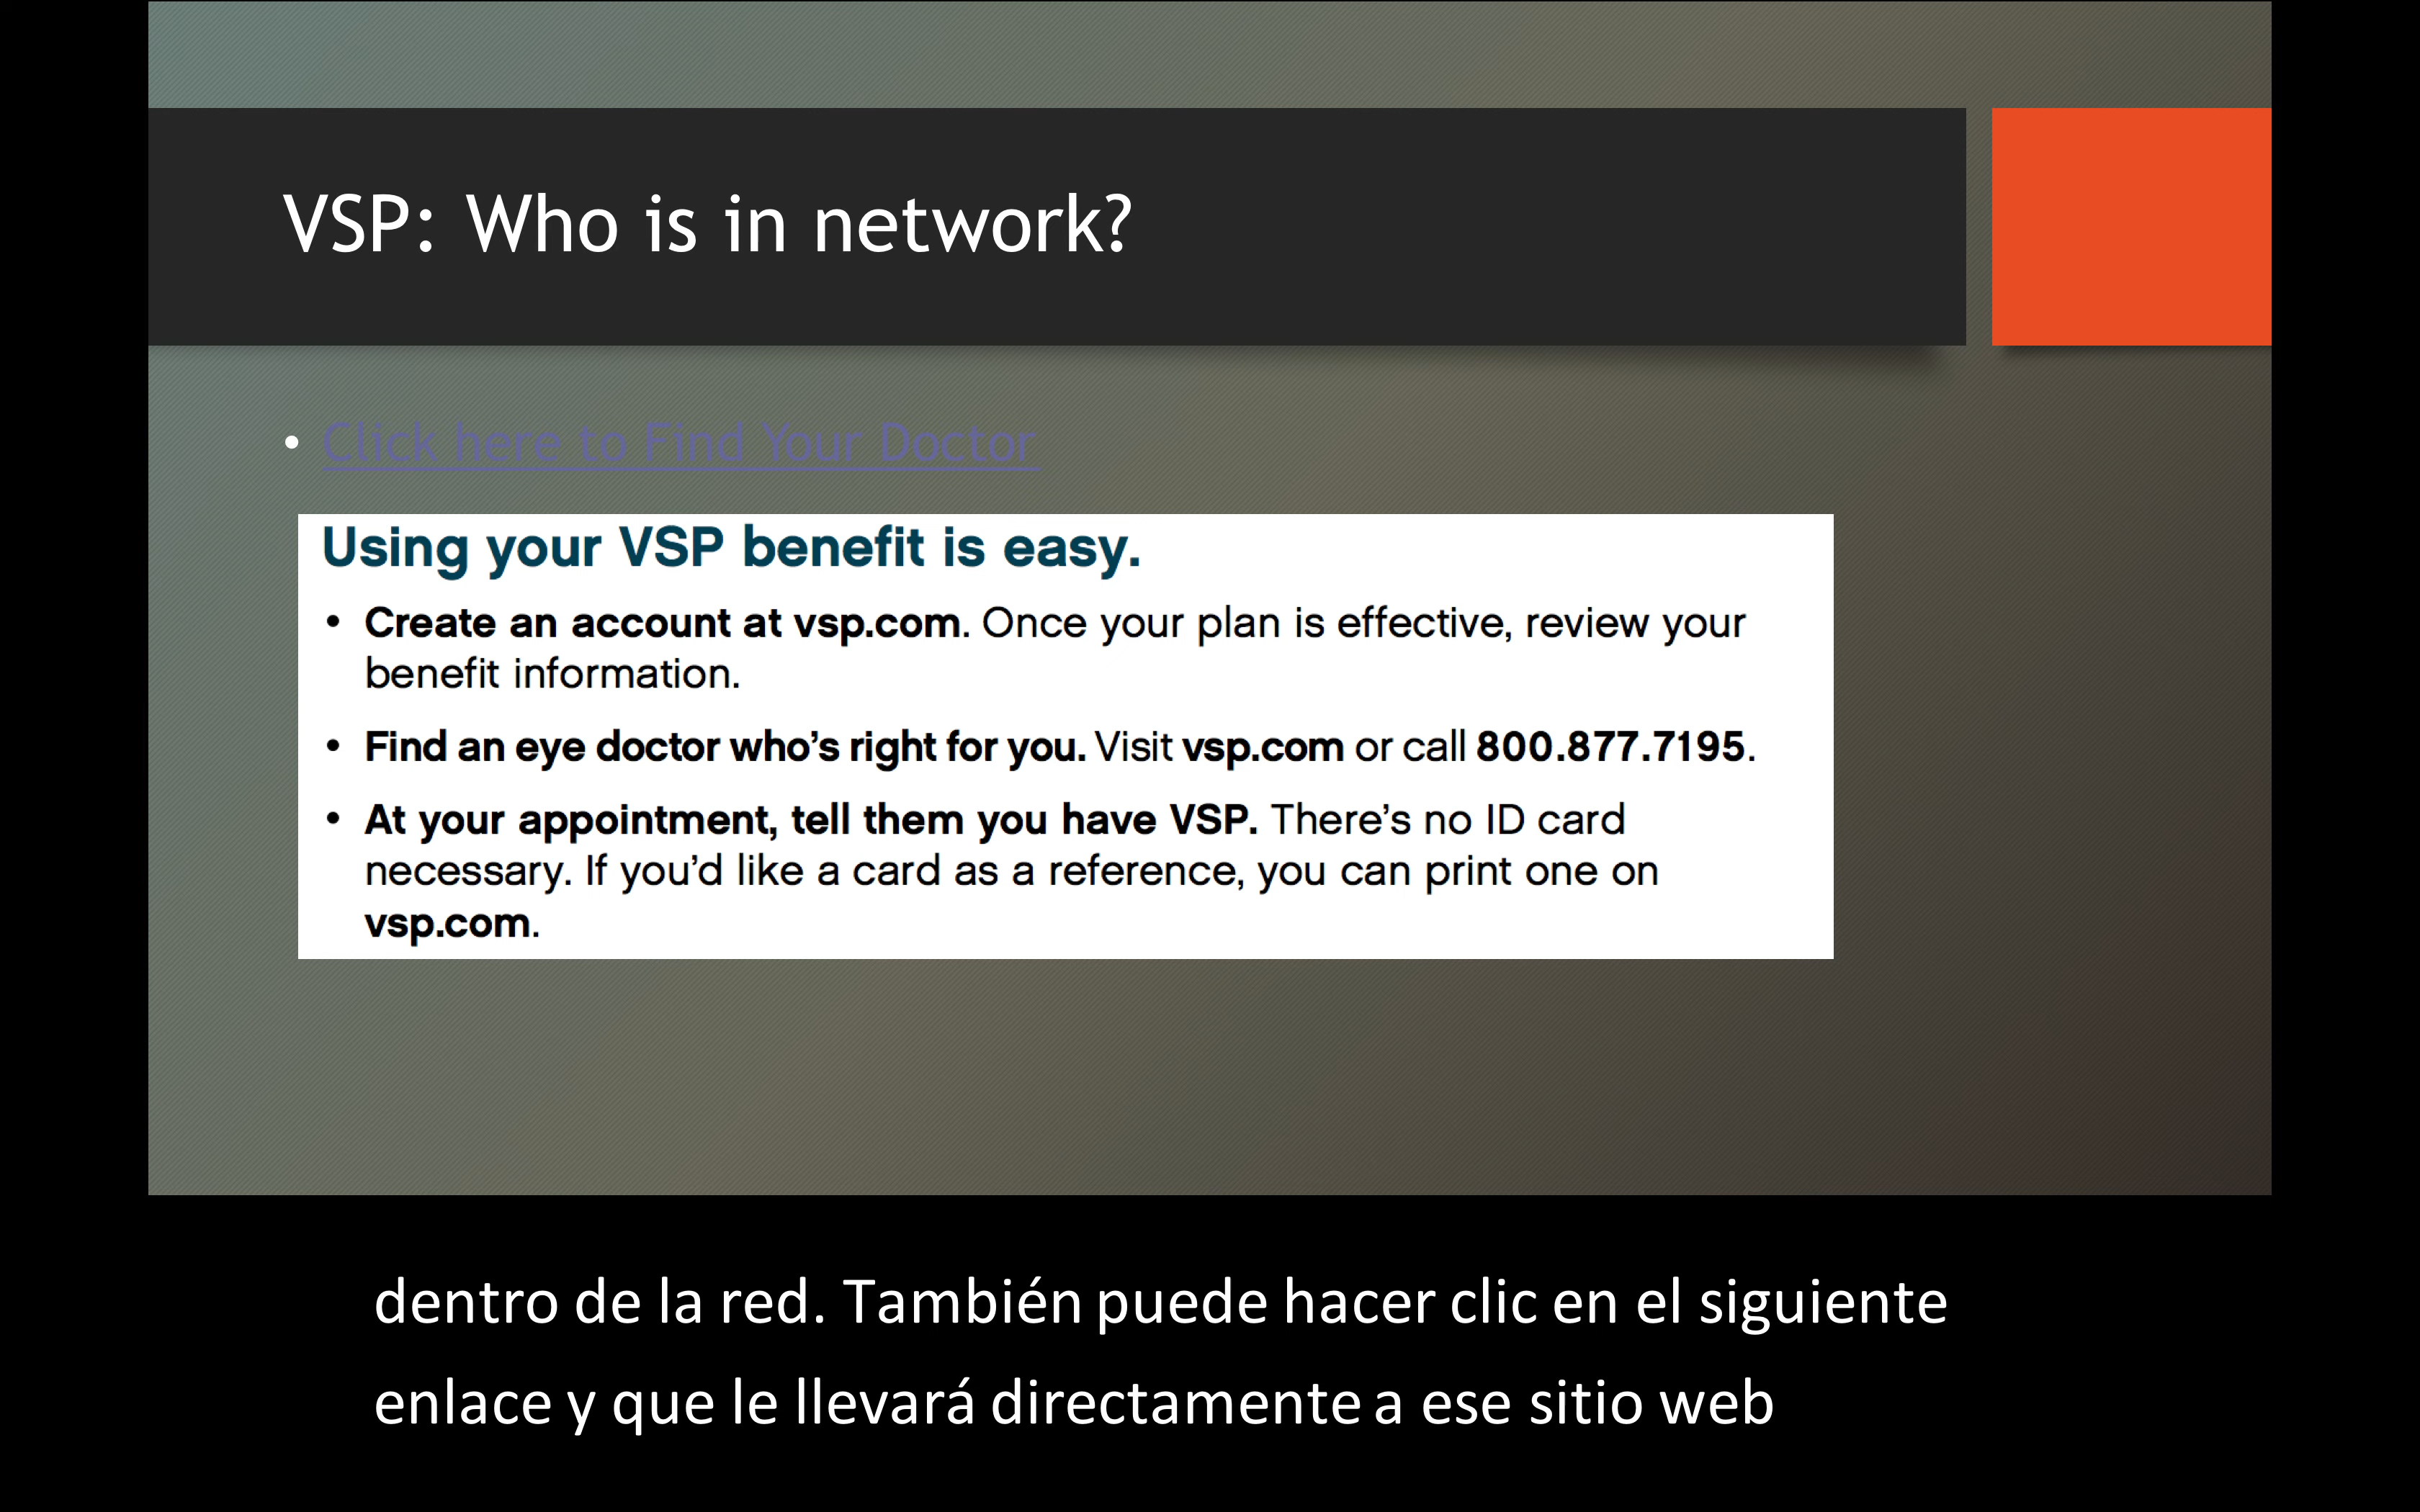 VSP: Who is in network?
• Click here to Find Your Doctor
Using your VSP benefit is easy.
• Create an account at vsp.com. Once your plan is effective, review your
benefit information.
• Find an eye doctor who’s right for you. Visit vsp.com or call 800.877.7195.
• At your appointment, tell them you have VSP. There’s no ID card
necessary. If you’d like a card as a reference, you can print one on
vsp.com.
dentro de la red. También puede hacer clic en el siguiente
enlace y que le llevará directamente a ese sitio web